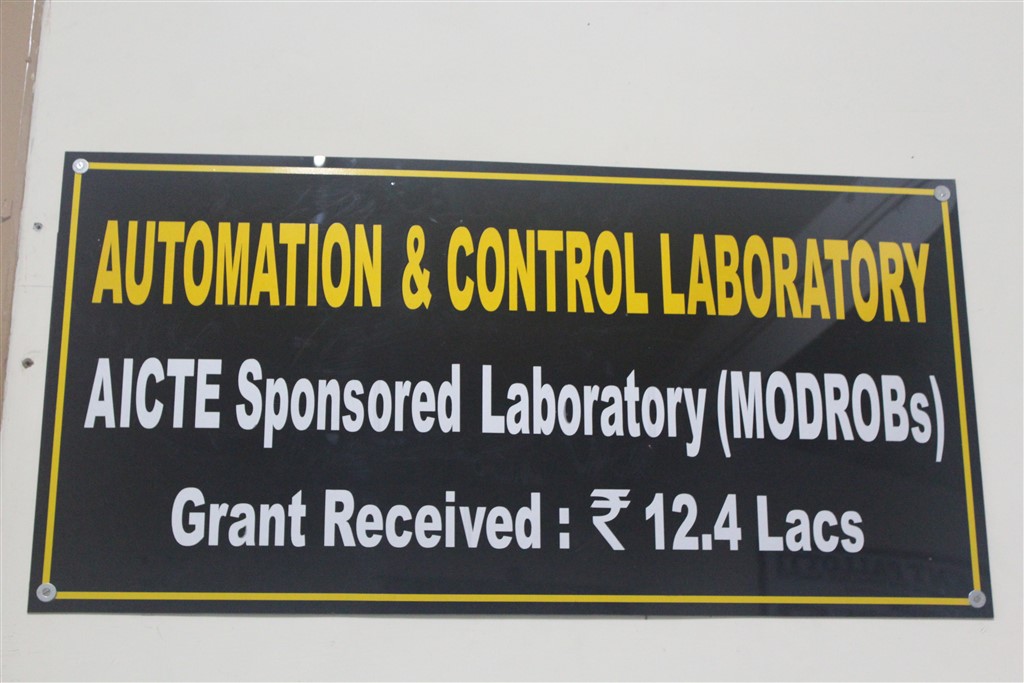 AUTOMATION & CONTROL LABORATORY
AICTE Sponsored Laboratory (MODROBs)
Grant Received : ₹ 12.4 Lacs